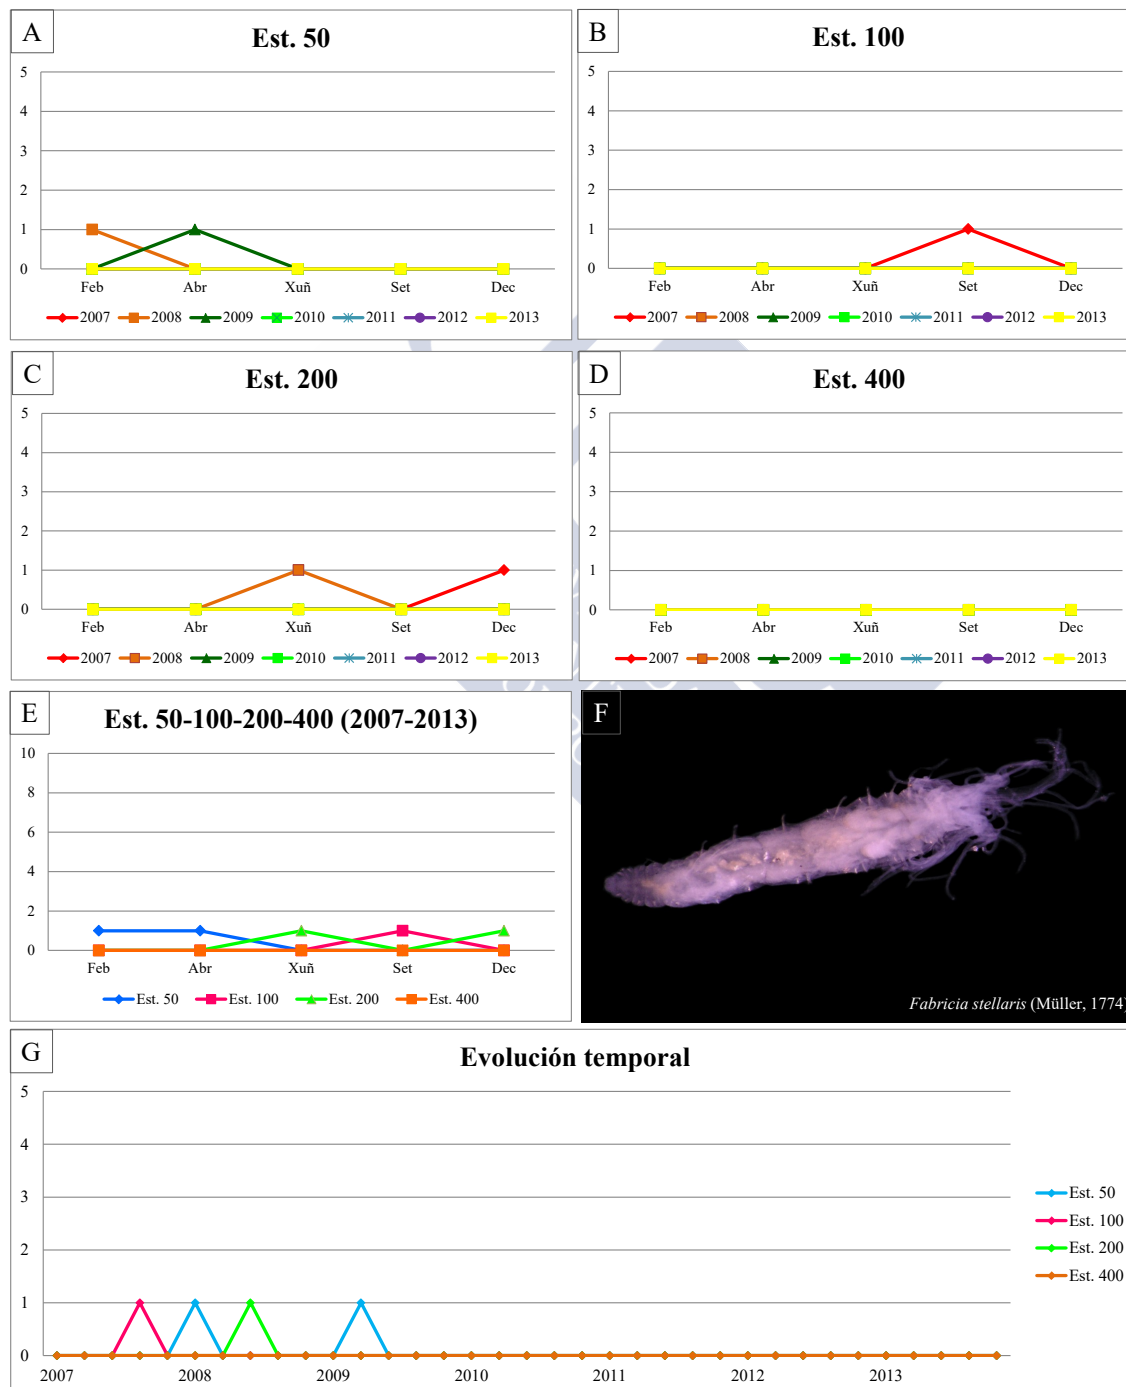 A
Est. 50
5
4
3
2
1
0
Feb Abr Xuñ Set Dec
2007 2008 2009 2010 2011 2012 2013
B
Est. 100
5
4
3
2
1
0
Feb Abr Xuñ Set Dec
2007 2008 2009 2010 2011 2012 2013
C
Est. 200
5
4
3
2
1
0
Feb Abr Xuñ Set Dec
2007 2008 2009 2010 2011 2012 2013
D
Est. 400
5
4
3
2
1
0
Feb Abr Xuñ Set Dec
2007 2008 2009 2010 2011 2012 2013
E
Est. 50-100-200-400 (2007-2013)
10
8
6
4
2
0
Feb Abr Xuñ Set Dec
Est. 50 Est. 100 Est. 200 Est. 400
F
Fabricia stellaris (Müller, 1774)
G
Evolución temporal
5
4
3
2
1
0
2007 2008 2009 2010 2011 2012 2013
Est. 50
Est. 100
Est. 200
Est. 400